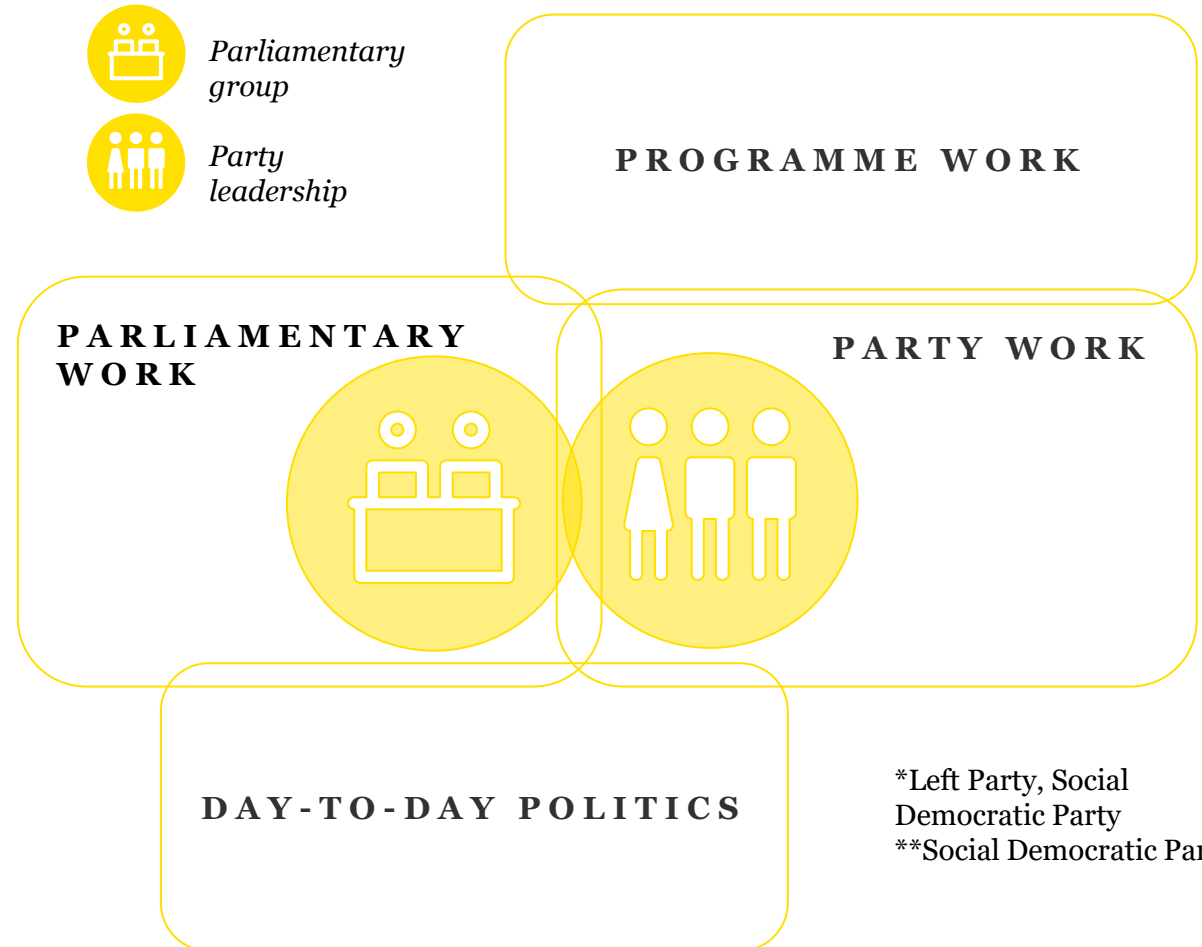 Parliamentary
group
Party
leadership
PROGRAMME WORK
PARLIAMENTARY
WORK
PARTY WORK
DAY-TO-DAY POLITICS
*Left Party, Social
Democratic Party
**Social Democratic